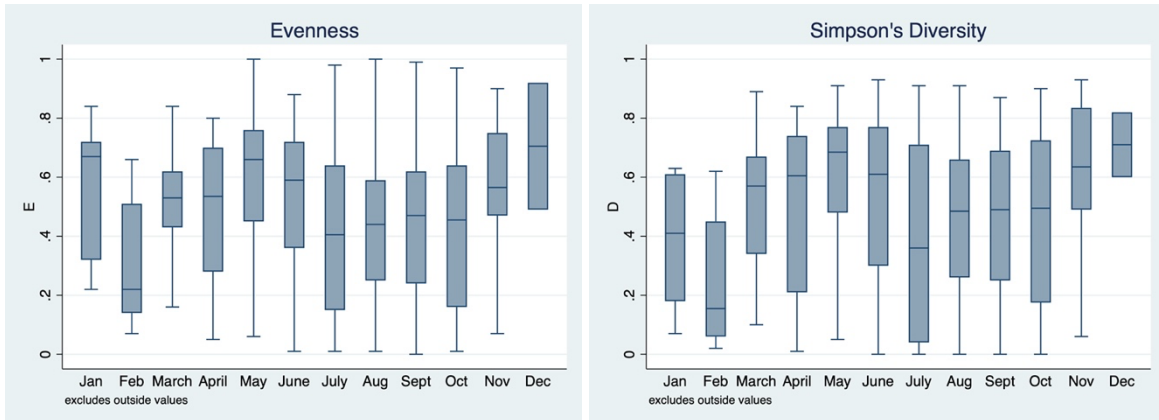 Evenness
E
1
.8
.6
.4
.2
0
Jan Feb March April May June July Aug Sept Oct Nov Dec
excludes outside values
Simpson's Diversity
D
1
.8
.6
.4
.2
0
Jan Feb March April May June July Aug Sept Oct Nov Dec
excludes outside values